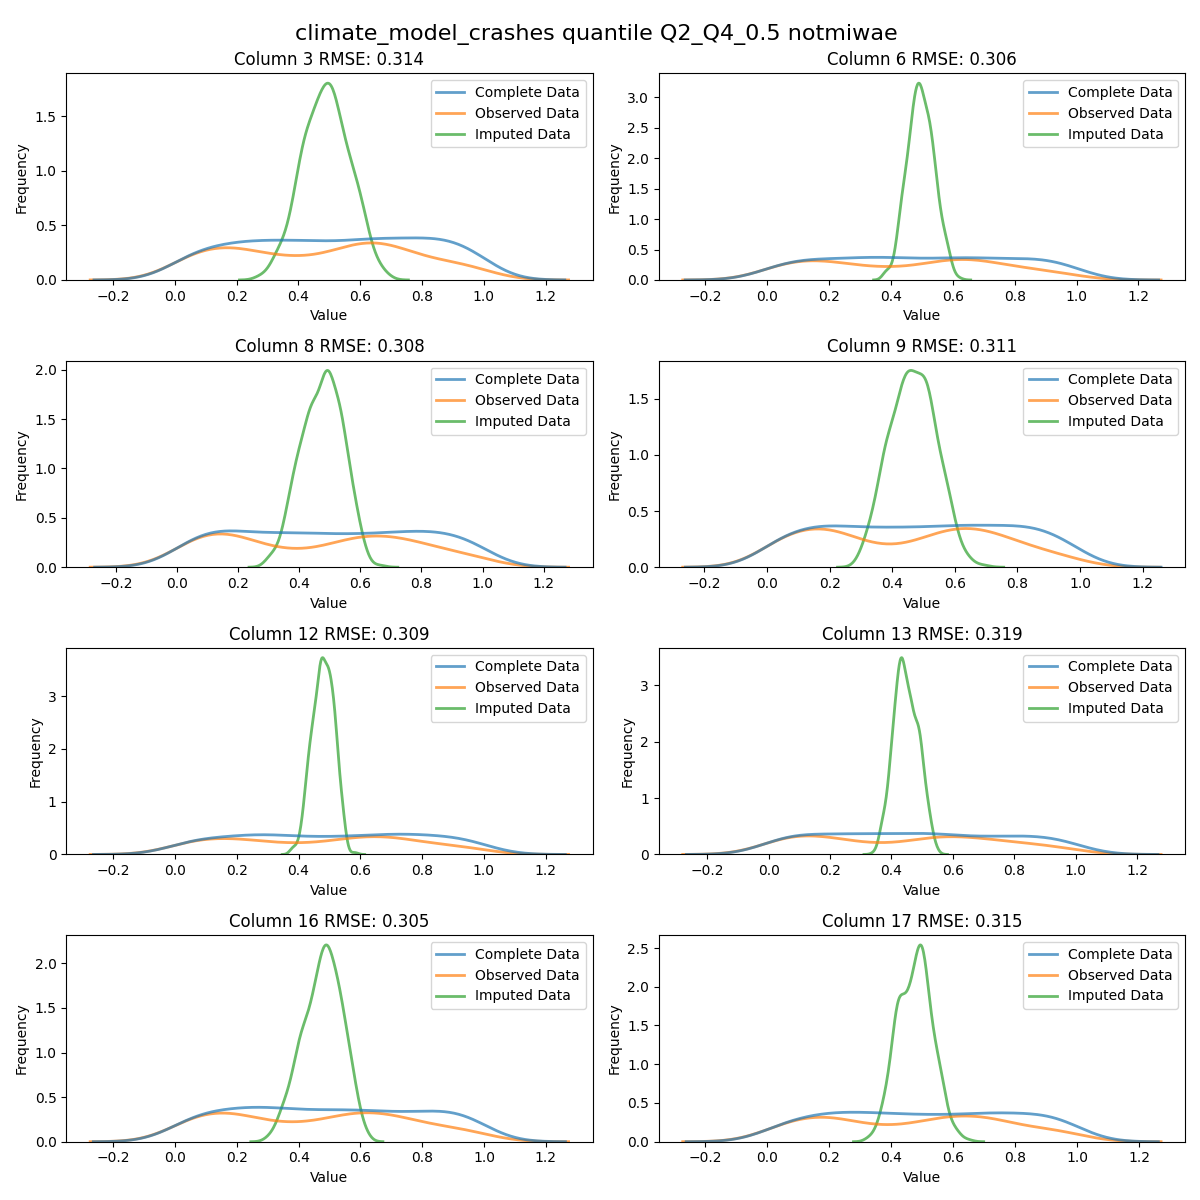 climate_model_crashes quantile Q2_Q4_0.5 notmiwae
Column 3 RMSE: 0.314
Complete Data
Observed Data
Imputed Data
Frequency
1.5
1.0
0.5
0.0
−0.2 0.0 0.2 0.4 0.6 0.8 1.0 1.2
Value
Column 6 RMSE: 0.306
Complete Data
Observed Data
Imputed Data
Frequency
3.0
2.5
2.0
1.5
1.0
0.5
0.0
−0.2 0.0 0.2 0.4 0.6 0.8 1.0 1.2
Value
Column 8 RMSE: 0.308
Complete Data
Observed Data
Imputed Data
Frequency
2.0
1.5
1.0
0.5
0.0
−0.2 0.0 0.2 0.4 0.6 0.8 1.0 1.2
Value
Column 9 RMSE: 0.311
Complete Data
Observed Data
Imputed Data
Frequency
1.5
1.0
0.5
0.0
−0.2 0.0 0.2 0.4 0.6 0.8 1.0 1.2
Value
Column 12 RMSE: 0.309
Complete Data
Observed Data
Imputed Data
Frequency
3
2
1
0
−0.2 0.0 0.2 0.4 0.6 0.8 1.0 1.2
Value
Column 13 RMSE: 0.319
Complete Data
Observed Data
Imputed Data
Frequency
3
2
1
0
−0.2 0.0 0.2 0.4 0.6 0.8 1.0 1.2
Value
Column 16 RMSE: 0.305
Complete Data
Observed Data
Imputed Data
Frequency
2.0
1.5
1.0
0.5
0.0
−0.2 0.0 0.2 0.4 0.6 0.8 1.0 1.2
Value
Column 17 RMSE: 0.315
Complete Data
Observed Data
Imputed Data
Frequency
2.5
2.0
1.5
1.0
0.5
0.0
−0.2 0.0 0.2 0.4 0.6 0.8 1.0 1.2
Value